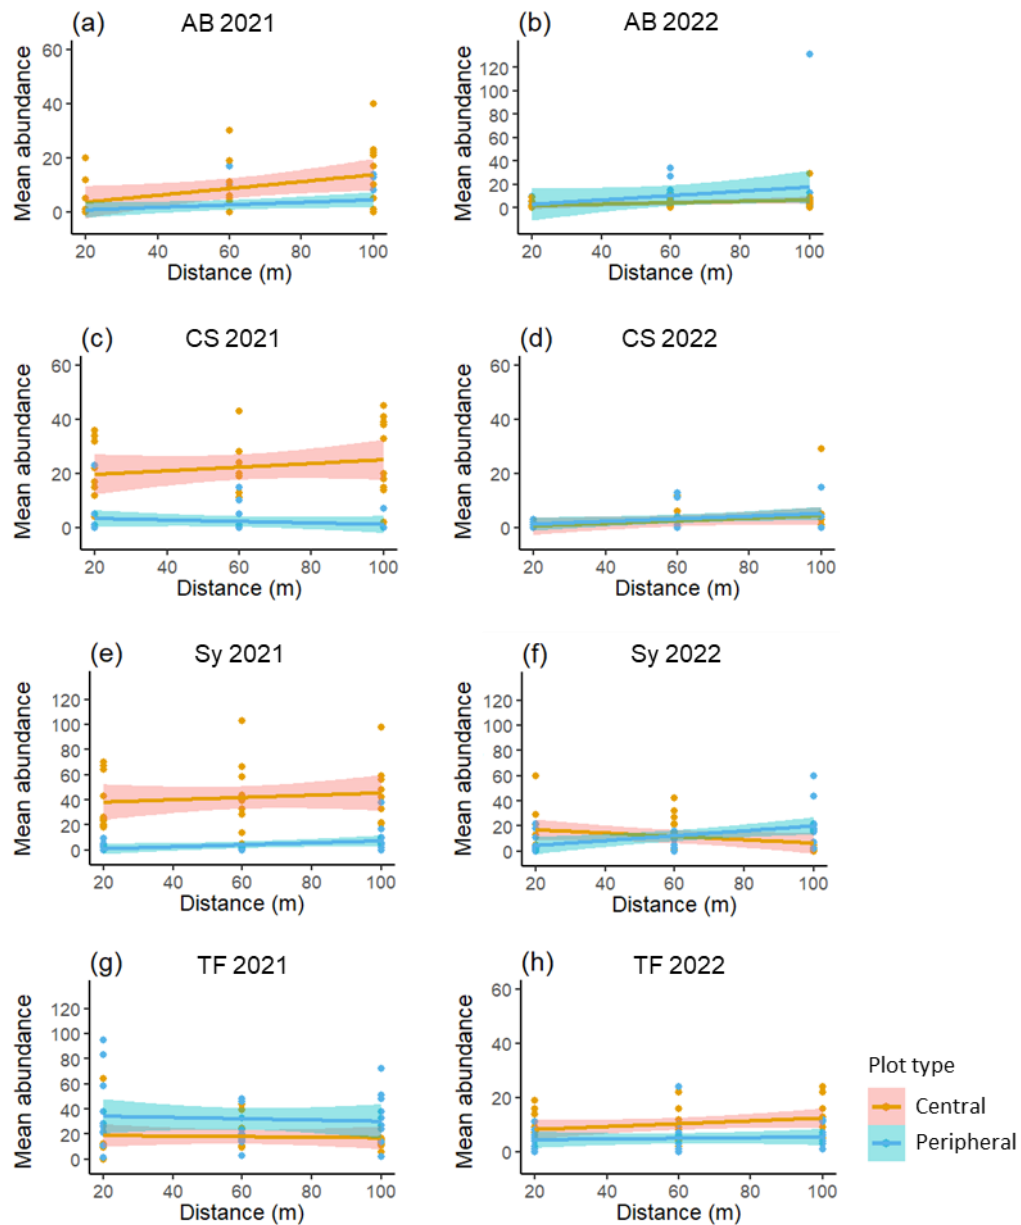 (a) AB 2021
Mean abundance
60
40
20
0
20 40 60 80 100
Distance (m)
(b) AB 2022
Mean abundance
120
100
80
60
40
20
0
20 40 60 80 100
Distance (m)
(c) CS 2021
Mean abundance
60
40
20
0
20 40 60 80 100
Distance (m)
(d) CS 2022
Mean abundance
60
40
20
0
20 40 60 80 100
Distance (m)
(e) Sy 2021
Mean abundance
120
100
80
60
40
20
0
20 40 60 80 100
Distance (m)
(f) Sy 2022
Mean abundance
120
100
80
60
40
20
0
20 40 60 80 100
Distance (m)
(g) TF 2021
Mean abundance
120
100
80
60
40
20
0
20 40 60 80 100
Distance (m)
(h) TF 2022
Mean abundance
60
40
20
0
20 40 60 80 100
Distance (m)
Plot type
Central
Peripheral